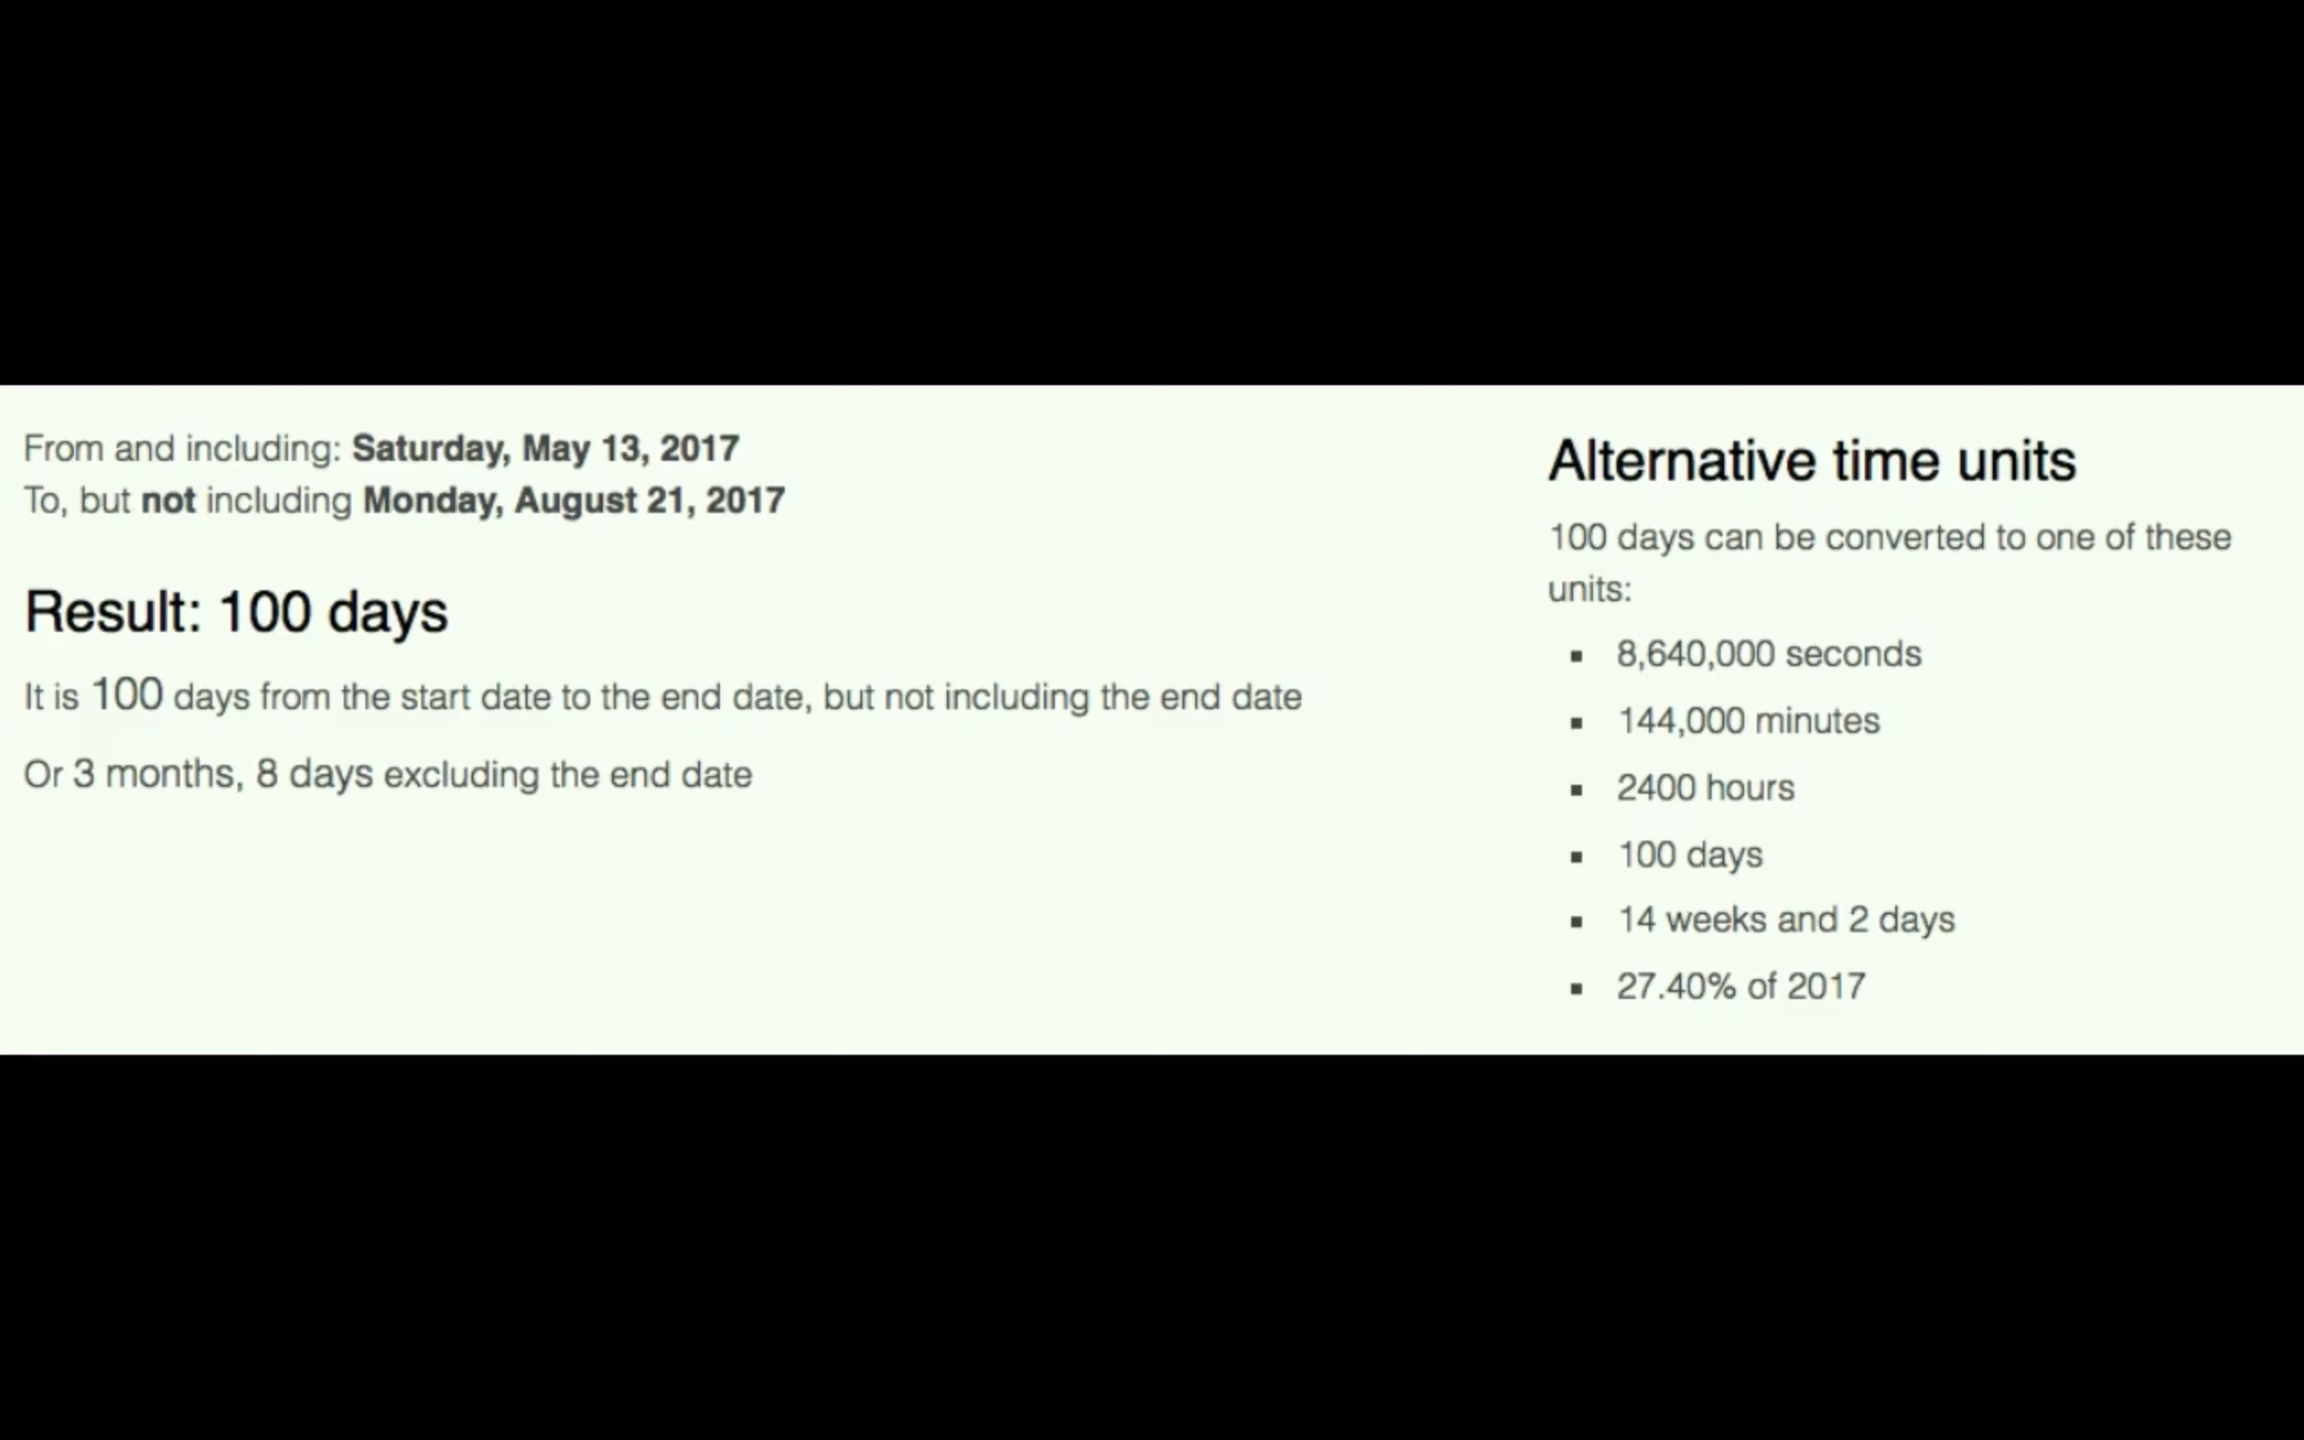 From and including: Saturday, May 13, 2017
To, but not including Monday, August 21, 2017
Result: 100 days
It is 100 days from the start date to the end date, but not including the end date
Or 3 months, 8 days excluding the end date
Alternative time units
100 days can be converted to one of these
units:
▪ 8,640,000 seconds
▪ 144,000 minutes
▪ 2400 hours
▪ 100 days
▪ 14 weeks and 2 days
▪ 27.40% of 2017